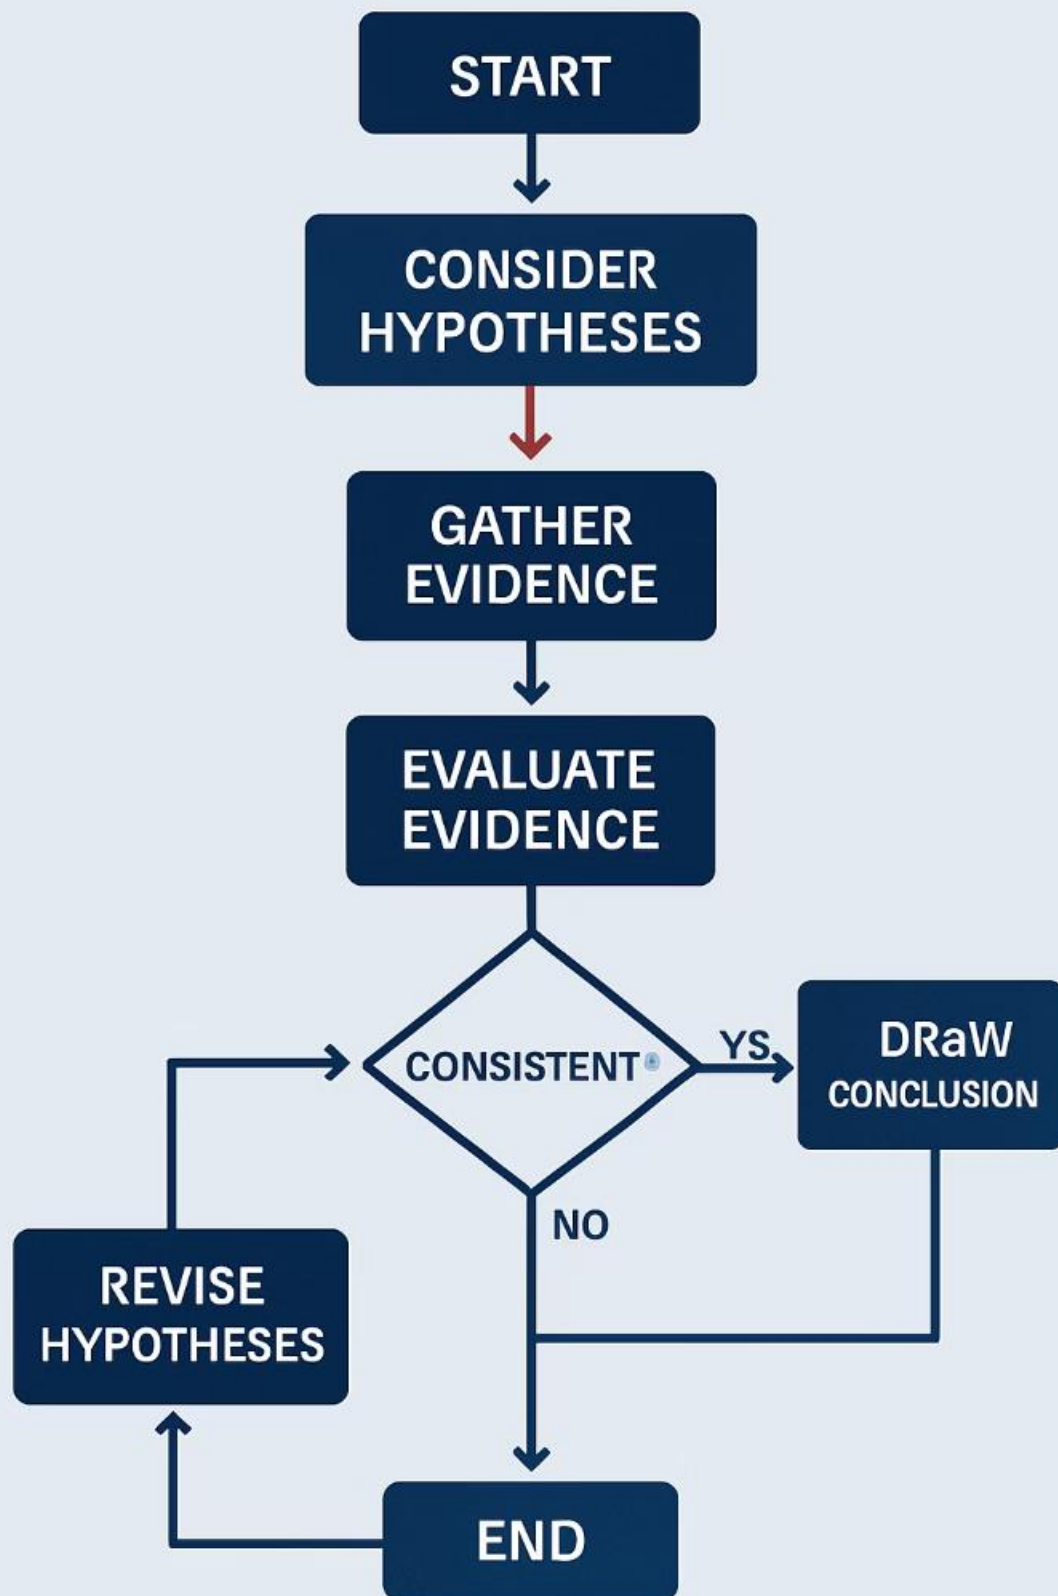 START
CONSIDER
HYPOTHESES
GATHER
EVIDENCE
EVALUATE
EVIDENCE
CONSISTENT
YS.
DRaW
CONCLUSION
NO
REVISE
HYPOTHESES
END